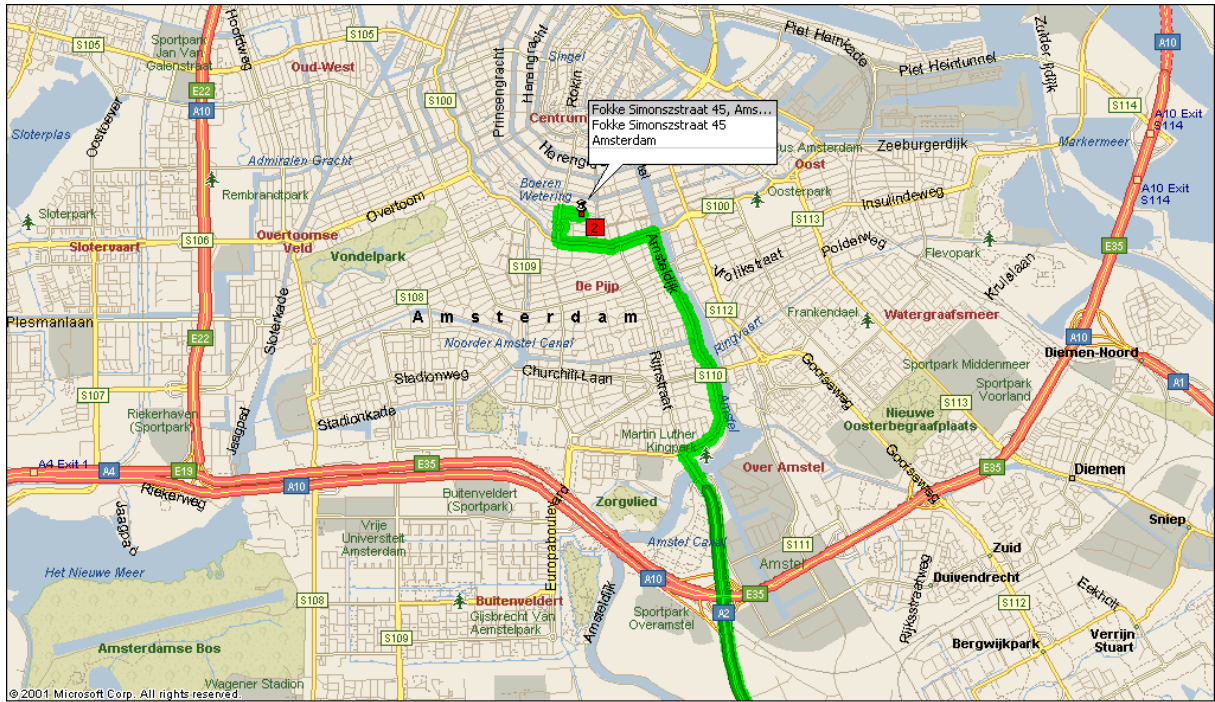 S105
Sportpark
Jan Van
Galenstraat
Hoofdweg
S105
Oud-West
Prinsengracht
Herengracht
Singel
Rokin
Piet Heinkade
Piet Heintunnel
Zuider
Ijdijk
A10
E22
A10
S100
Centrum
Fokke Simonszstraat 45, Ams...
Fokke Simonszstraat 45
Amsterdam
S114
A10 Exit
S114
Sloterplas
Oostoever
Admiralen Gracht
Zeeburgerdijk
Markermeer
Oost
Rembrandtpark
Boeren
Wetering
Oosterpark
Insulindeweg
A10 Exit
S114
Sloterpark
Overtoom
2
S100
S113
Slotervaart
S106
Overtoomse
Veld
Vondelpark
Amsteldijk
Polderweg
E35
Flevopark
S109
Vrolikstraat
Kruislaan
De Pijp
S108
S112
Frankendael
Watergraafsmeer
Plesmanlaan
Amsterdam
E22
Sloterkade
Noorder Amstel Canal
Ringvaart
A10
Diemen-Noord
Stadionweg
Churchill-Laan
Rijnstraat
S110
Gooiseweg
Sportpark Middenmeer
A1
S107
Sportpark
Voorland
Riekerhaven
(Sportpark)
Jaagpad
Stadionkade
Amstel
Nieuwe
Oosterbegraafplaats
S113
Martin Luther
Kingpark
A4 Exit 1
A4
E19
E35
Over Amstel
Gooiseweg
E35
Diemen
Riekerweg
A10
Buitenveldert
(Sportpark)
Zorgvlied
Jaagpad
Vrije
Universiteit
Amsterdam
Europaboulevard
Amstel Canal
S111
Sniep
Amstel
Zuid
Het Nieuwe Meer
A10
E35
Duivendrecht
S108
Buitenveldert
Gijsbrecht Van
Aemstelpark
Amsteldijk
Sportpark
Overamstel
A2
Rijksstraatweg
S112
Eekholt
S109
Bergwijkpark
Verrijn
Stuart
Amsterdamse Bos
Wagener Stadion
© 2001 Microsoft Corp. All rights reserved.